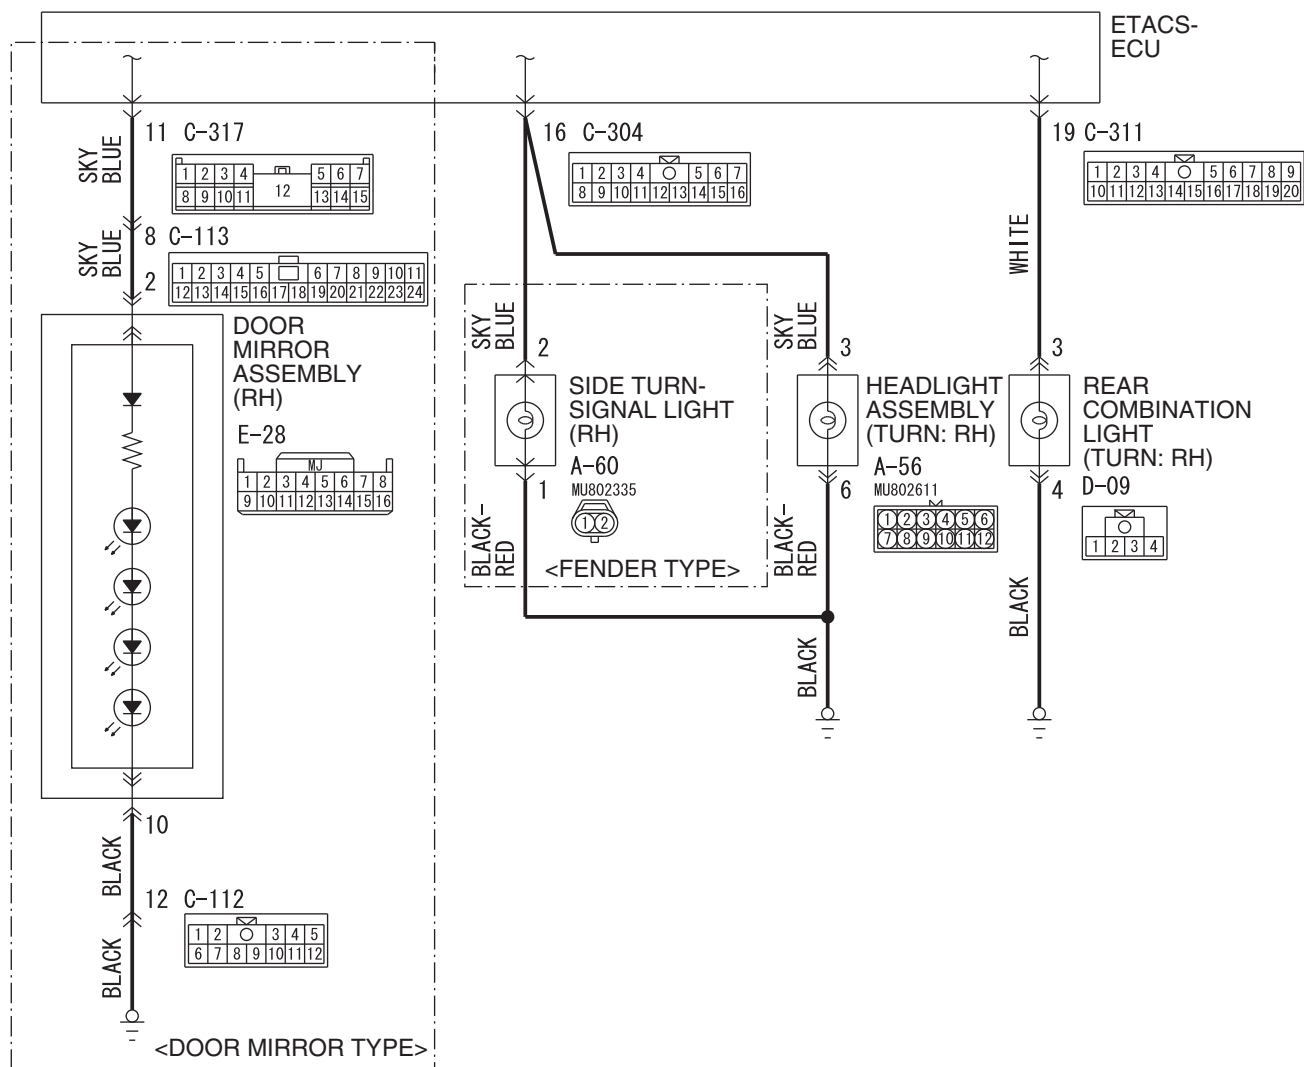 ETACS-
ECU
11 C-317
SKY
BLUE
1 2 3 4 5 6 7
8 9 10 11 12 13 14 15
16 C-304
1 2 3 4 5 6 7
8 9 10 11 12 13 14 15 16
19 C-311
1 2 3 4 5 6 7 8 9
10 11 12 13 14 15 16 17 18 19 20
8 C-113
SKY
BLUE
2
1 2 3 4 5 6 7 8 9 10 11
12 13 14 15 16 17 18 19 20 21 22 23 24
WHITE
DOOR
MIRROR
ASSEMBLY
(RH)
E-28
MJ
1 2 3 4 5 6 7 8
9 10 11 12 13 14 15 16
SKY
BLUE
2
SIDE TURN-
SIGNAL LIGHT
(RH)
A-60
MU802335
1 2
1
BLACK-
RED
<FENDER TYPE>
SKY
BLUE
3
HEADLIGHT
ASSEMBLY
(TURN: RH)
A-56
MU802611
1 2 3 4 5 6
7 8 9 10 11 12
6
BLACK-
RED
BLACK
3
REAR
COMBINATION
LIGHT
(TURN: RH)
D-09
1 2 3 4
4
BLACK
10
BLACK
12 C-112
1 2 3 4 5
6 7 8 9 10 11 12
BLACK
<DOOR MIRROR TYPE>